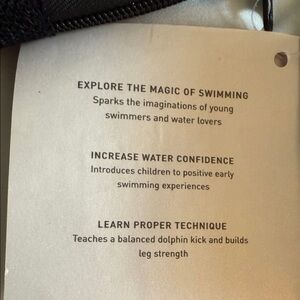 EXPLORE THE MAGIC OF SWIMMING
Sparks the imaginations of young
swimmers and water lovers
INCREASE WATER CONFIDENCE
Introduces children to positive early
swimming experiences
LEARN PROPER TECHNIQUE
Teaches a balanced dolphin kick and builds
leg strength